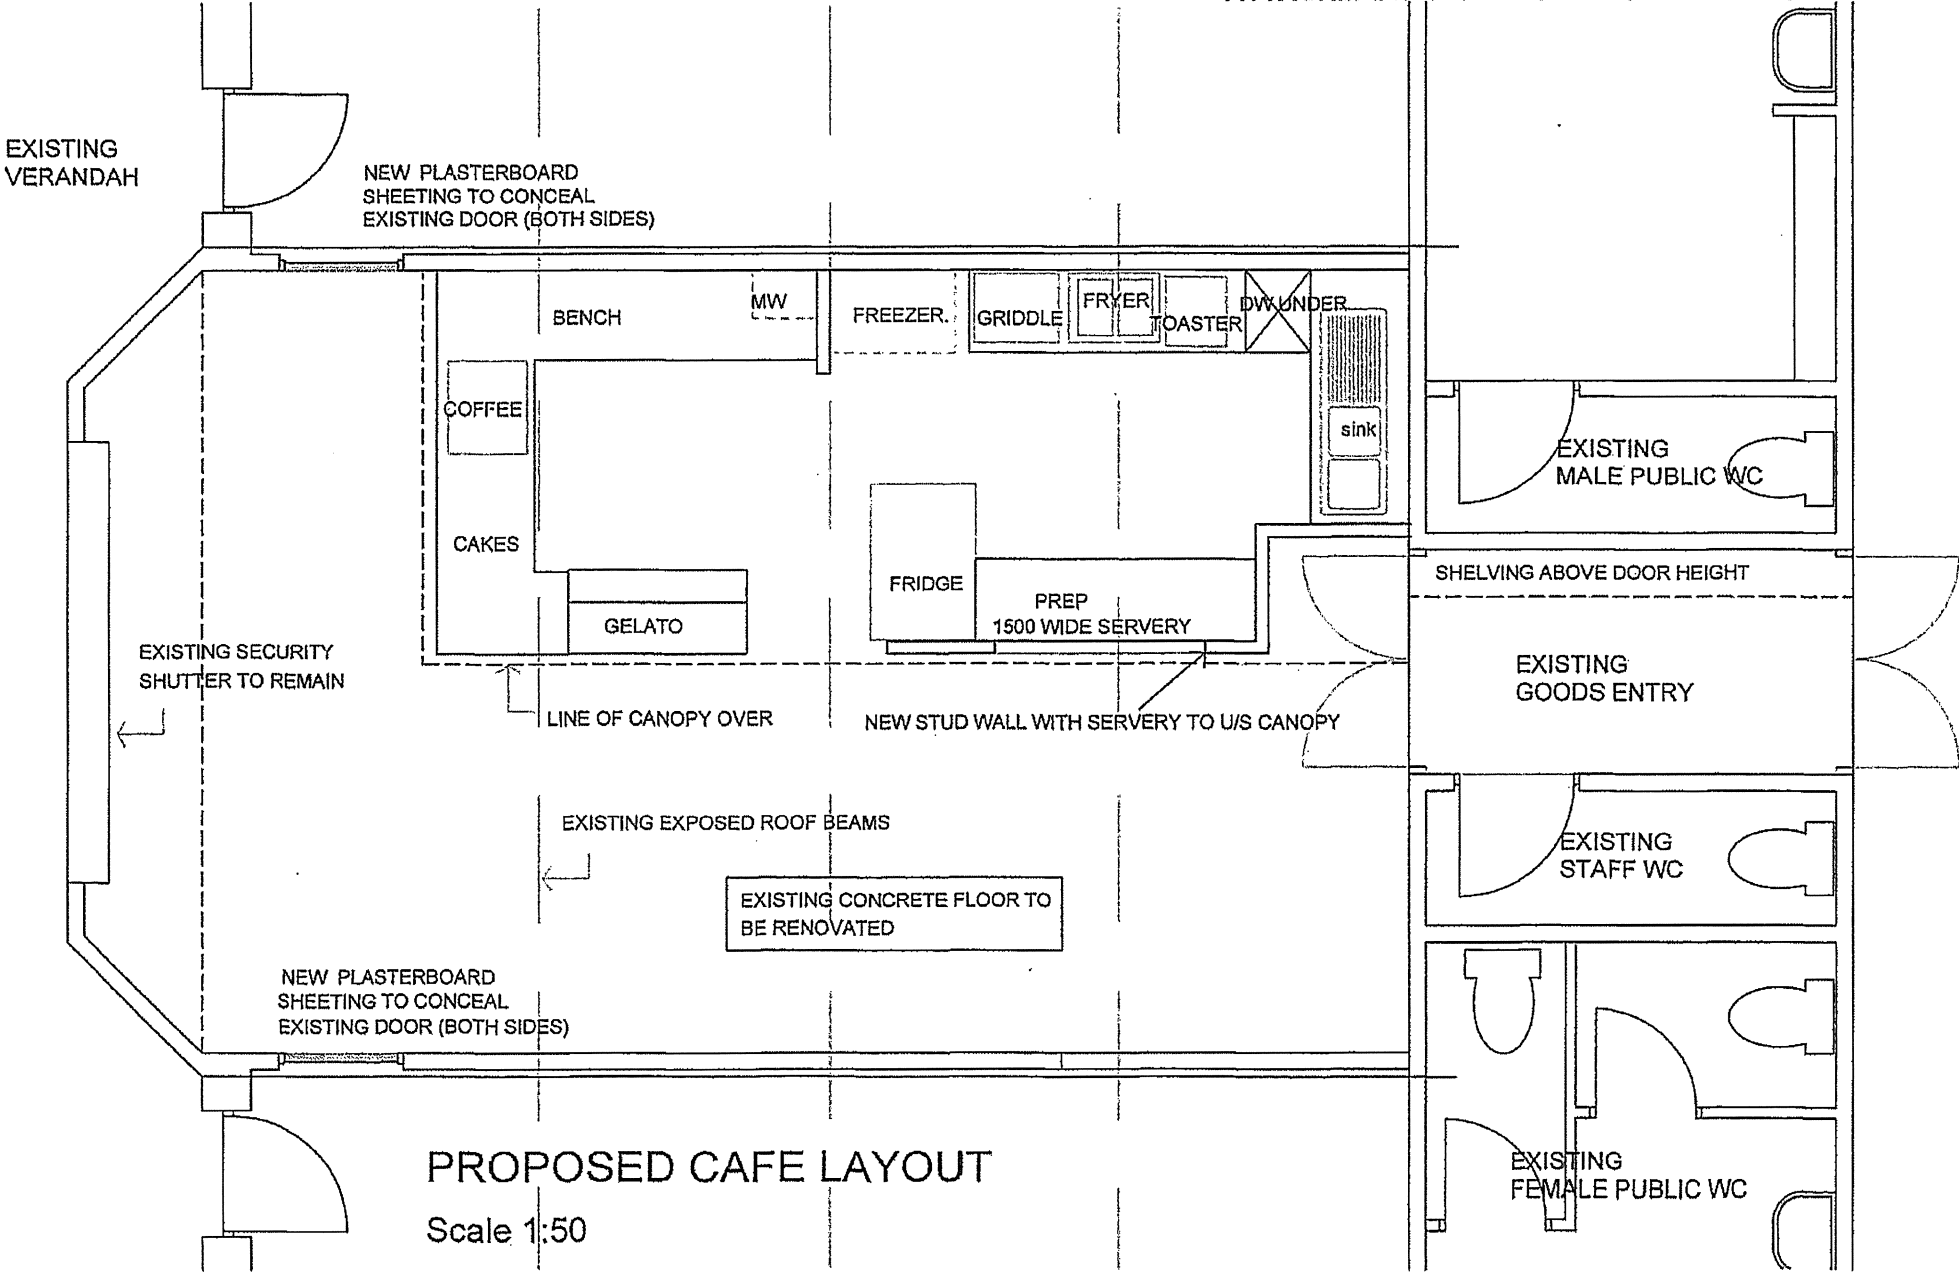 EXISTING
VERANDAH
NEW PLASTERBOARD
SHEETING TO CONCEAL
EXISTING DOOR (BOTH SIDES)
BENCH
MW
FREEZER.
GRIDDLE
FRYER
TOASTER
DW UNDER
COFFEE
sink
CAKES
FRIDGE
GELATO
PREP
1500 WIDE SERVERY
EXISTING
MALE PUBLIC WC
SHELVING ABOVE DOOR HEIGHT
EXISTING SECURITY
SHUTTER TO REMAIN
LINE OF CANOPY OVER
NEW STUD WALL WITH SERVERY TO U/S CANOPY
EXISTING
GOODS ENTRY
EXISTING EXPOSED ROOF BEAMS
EXISTING CONCRETE FLOOR TO
BE RENOVATED
EXISTING
STAFF WC
NEW PLASTERBOARD
SHEETING TO CONCEAL
EXISTING DOOR (BOTH SIDES)
PROPOSED CAFE LAYOUT
Scale 1:50
EXISTING
FEMALE PUBLIC WC